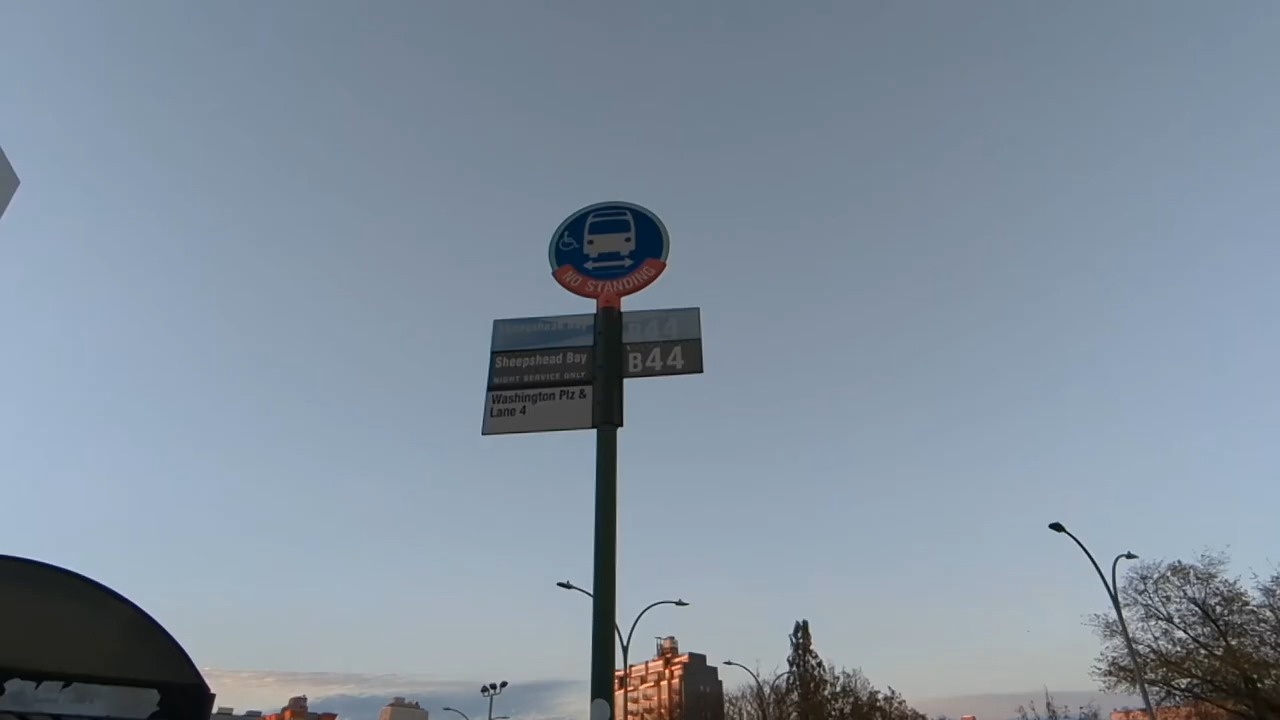 NO STANDING
Sheepshead Bay B44
Sheepshead Bay B44
NIGHT SERVICE ONLY
Washington Plz &
Lane 4